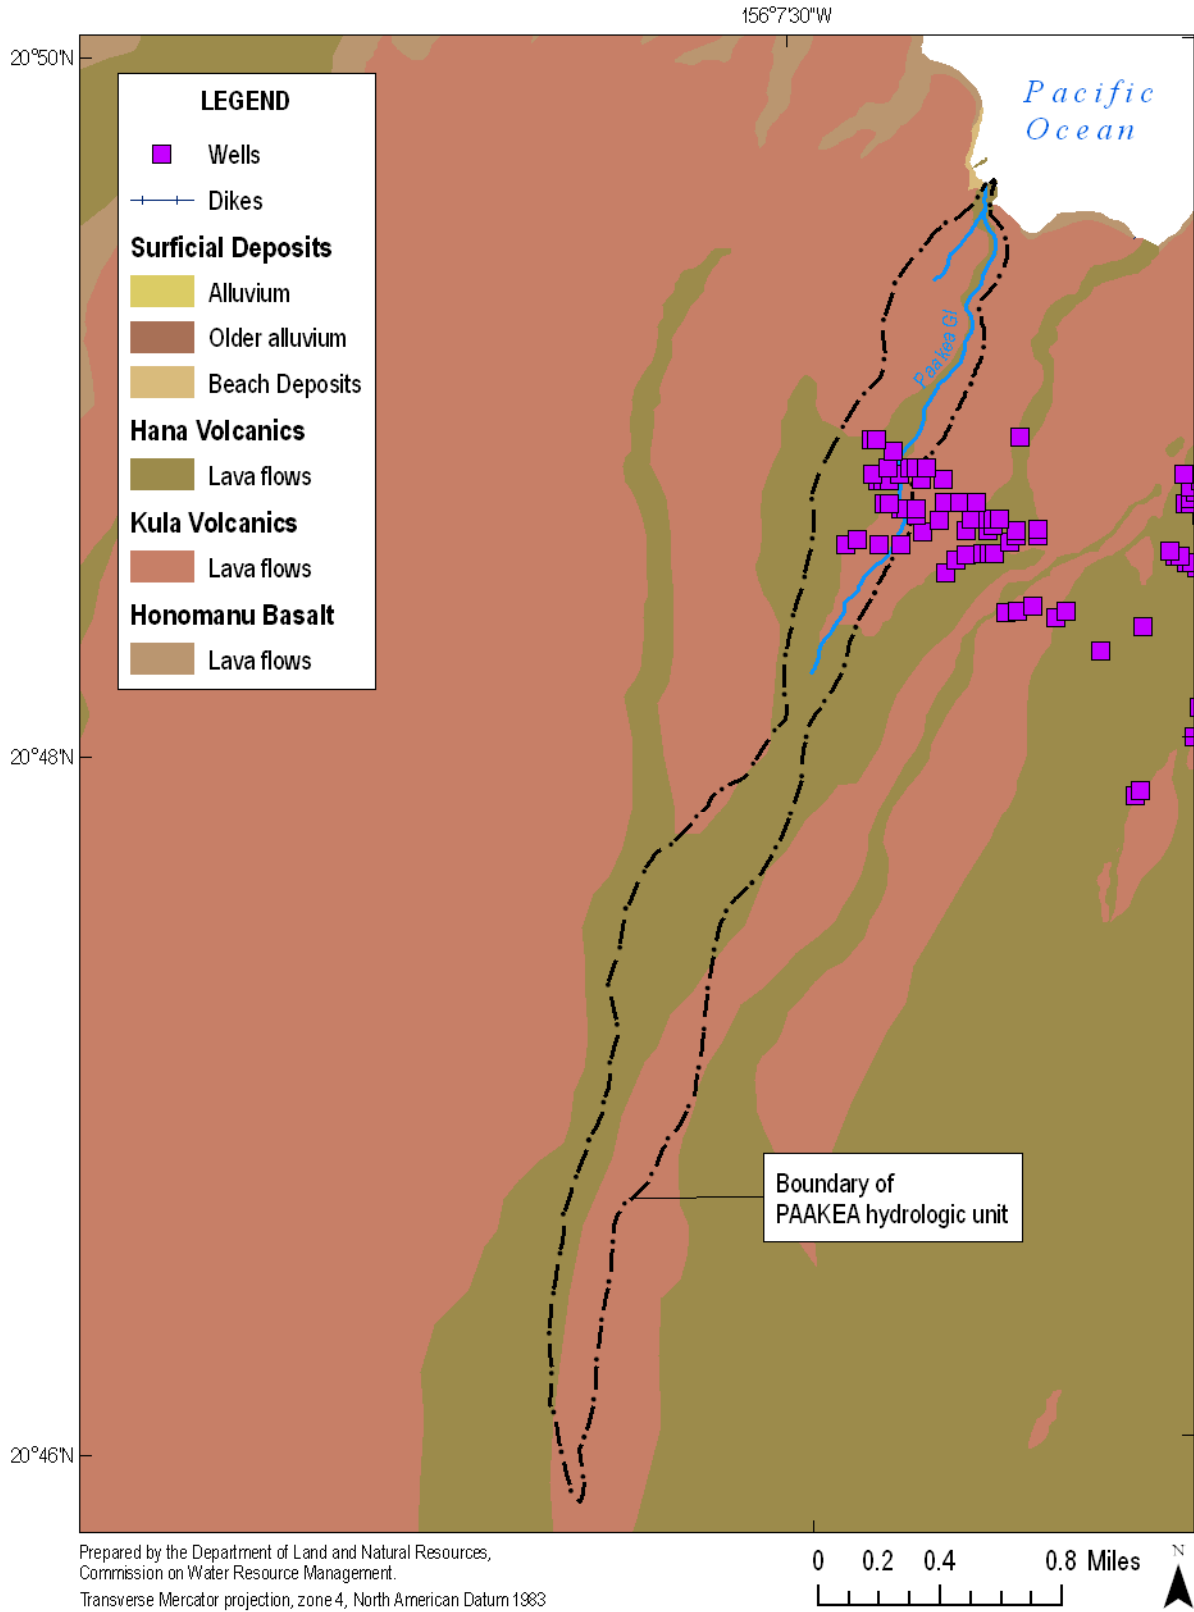 156°7'30"W
20°50'N
Pacific
Ocean
LEGEND
Wells
Dikes
Surficial Deposits
Alluvium
Older alluvium
Beach Deposits
Hana Volcanics
Lava flows
Kula Volcanics
Lava flows
Honomanu Basalt
Lava flows
Paakea Gl
20°48'N
Boundary of
PAAKEA hydrologic unit
20°46'N
Prepared by the Department of Land and Natural Resources,
Commission on Water Resource Management.
Transverse Mercator projection, zone 4, North American Datum 1983
0 0.2 0.4 0.8 Miles
N